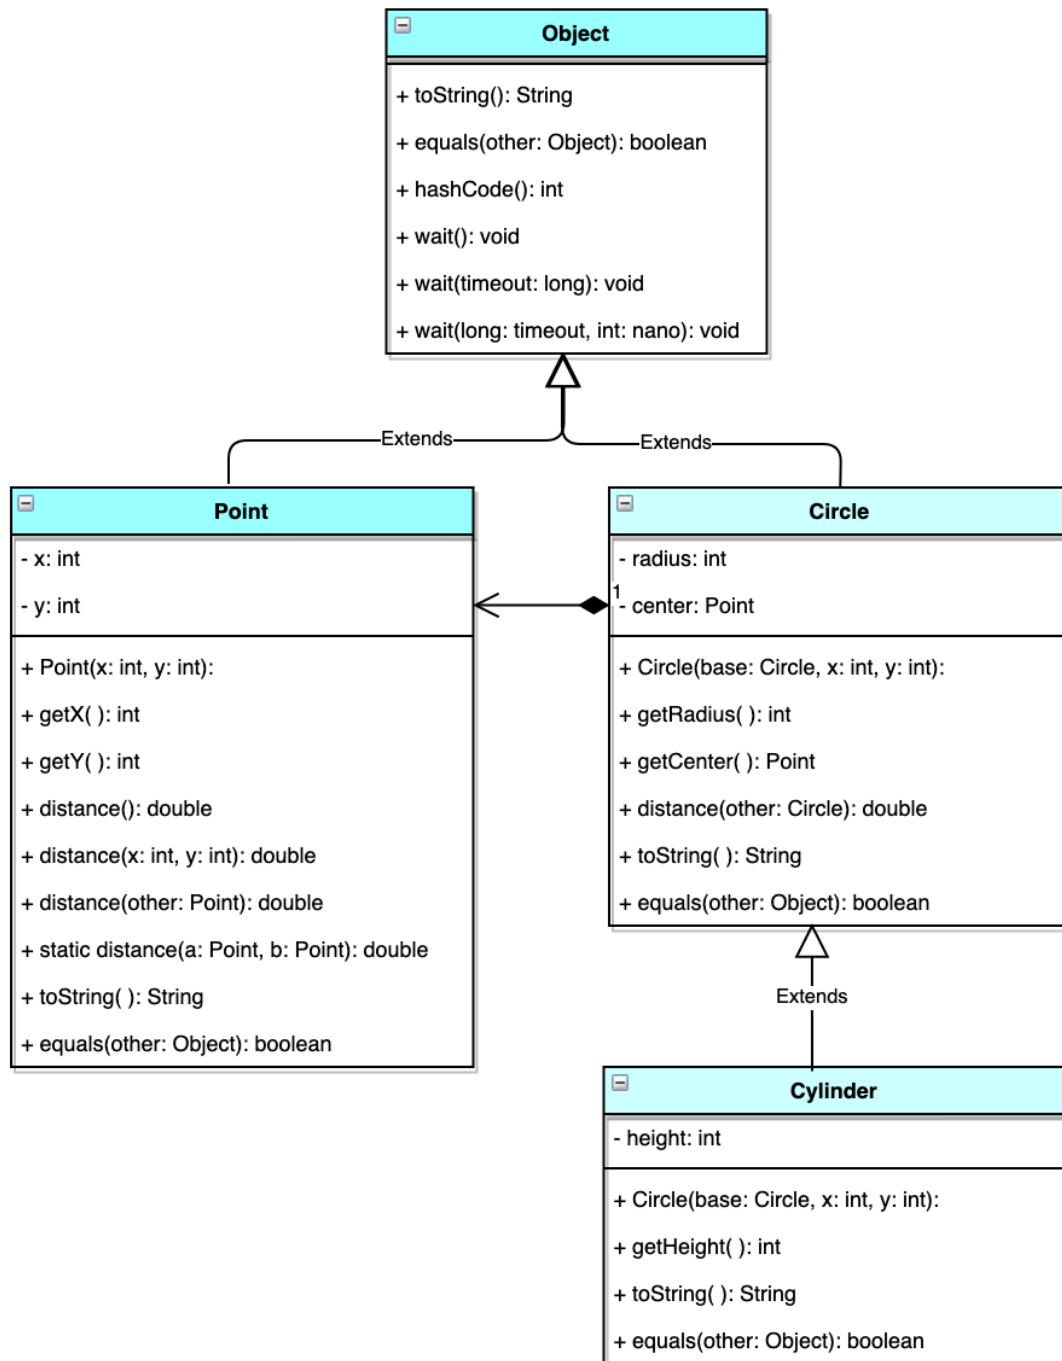 Object
+ toString(): String
+ equals(other: Object): boolean
+ hashCode(): int
+ wait(): void
+ wait(timeout: long): void
+ wait(long: timeout, int: nano): void
Extends
Extends
Point
- x: int
- y: int
+ Point(x: int, y: int):
+ getX( ): int
+ getY( ): int
+ distance(): double
+ distance(x: int, y: int): double
+ distance(other: Point): double
+ static distance(a: Point, b: Point): double
+ toString( ): String
+ equals(other: Object): boolean
Circle
- radius: int
1
- center: Point
+ Circle(base: Circle, x: int, y: int):
+ getRadius( ): int
+ getCenter( ): Point
+ distance(other: Circle): double
+ toString( ): String
+ equals(other: Object): boolean
Extends
Cylinder
- height: int
+ Circle(base: Circle, x: int, y: int):
+ getHeight( ): int
+ toString( ): String
+ equals(other: Object): boolean